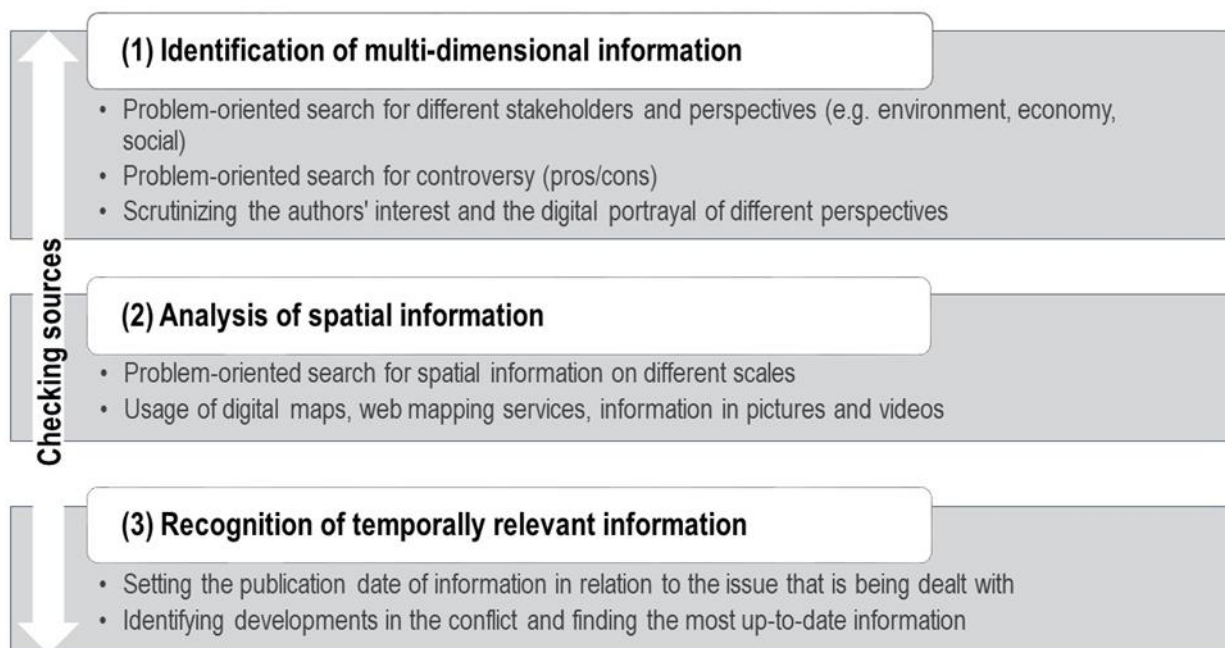 (1) Identification of multi-dimensional information
• Problem-oriented search for different stakeholders and perspectives (e.g. environment, economy,
social)
• Problem-oriented search for controversy (pros/cons)
• Scrutinizing the authors' interest and the digital portrayal of different perspectives
Checking sources
(2) Analysis of spatial information
• Problem-oriented search for spatial information on different scales
• Usage of digital maps, web mapping services, information in pictures and videos
(3) Recognition of temporally relevant information
• Setting the publication date of information in relation to the issue that is being dealt with
• Identifying developments in the conflict and finding the most up-to-date information